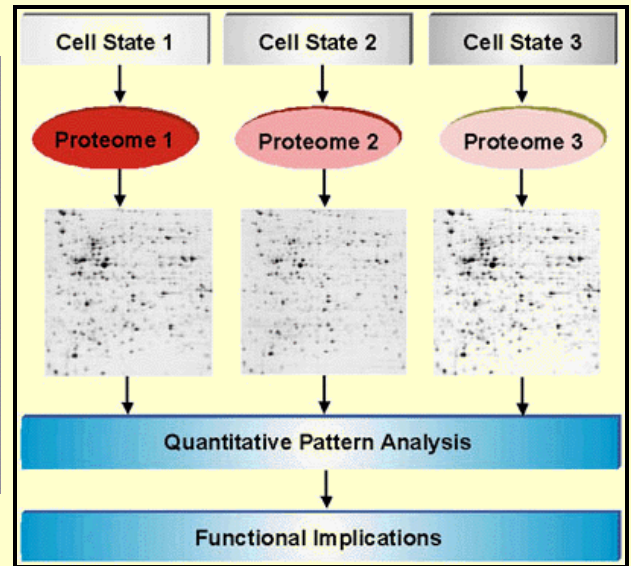 Cell State 1
Cell State 2
Cell State 3
Proteome 1
Proteome 2
Proteome 3
Quantitative Pattern Analysis
Functional Implications